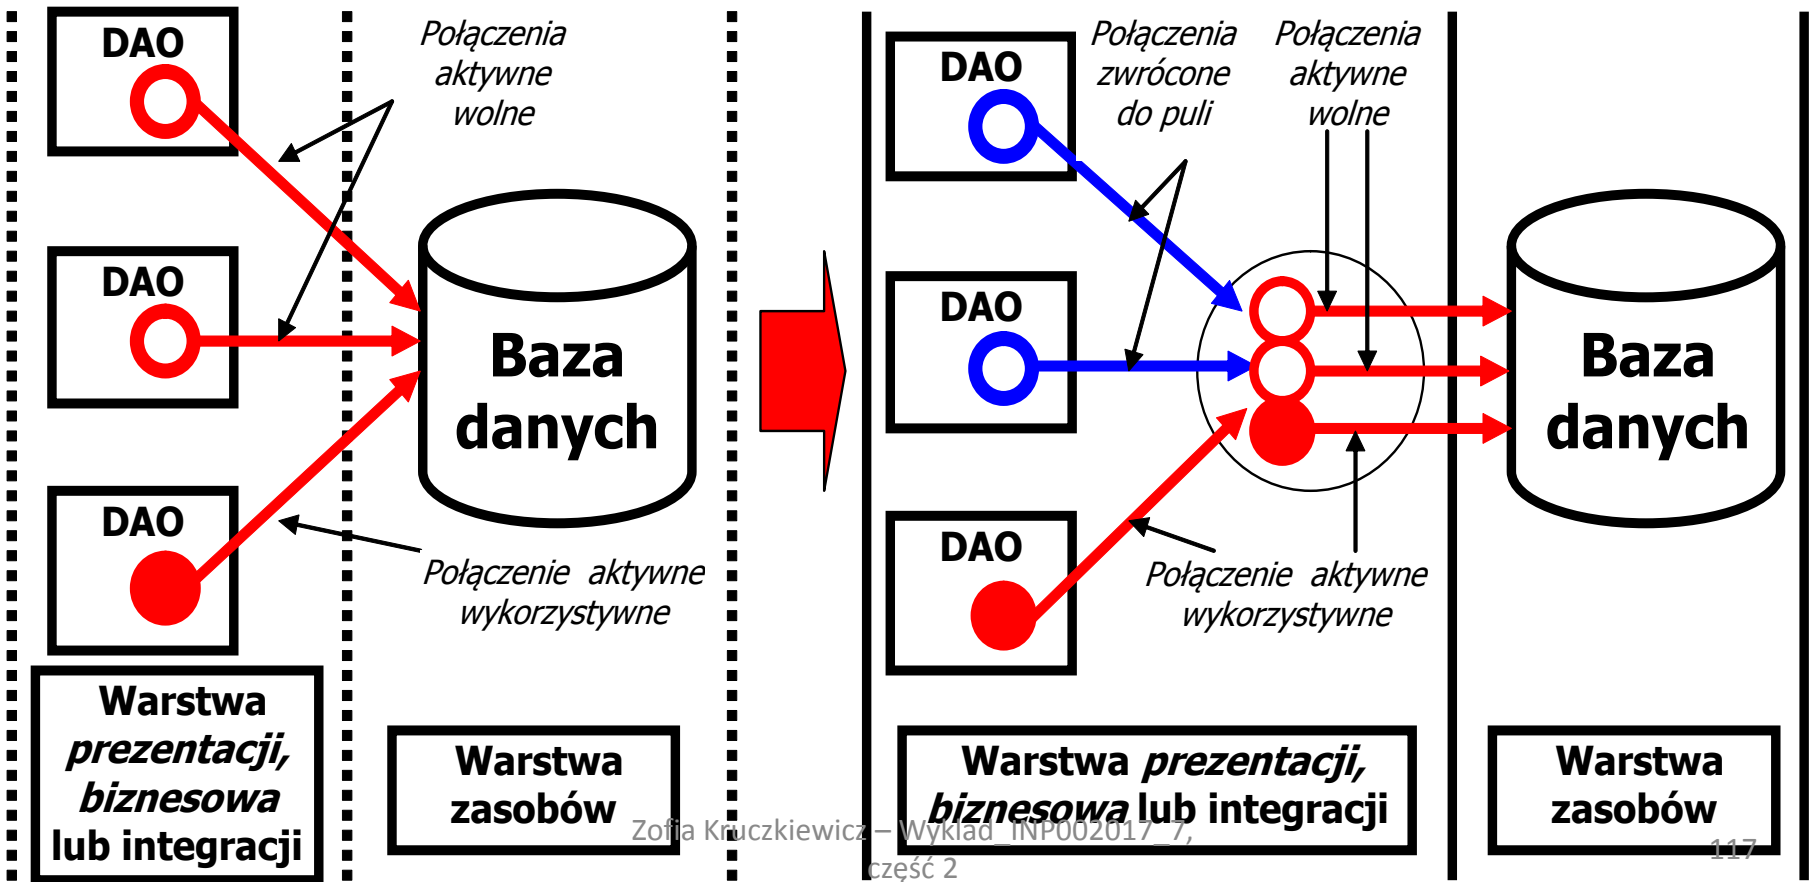 DAO
Połączenia
aktywne
wolne
DAO
Baza
danych
DAO
Połączenie aktywne
wykorzystywne
Warstwa
prezentacji,
biznesowa
lub integracji
Warstwa
zasobów
DAO
Połączenia
zwrócone
do puli
Połączenia
aktywne
wolne
DAO
Baza
danych
DAO
Połączenie aktywne
wykorzystywne
Warstwa prezentacji,
biznesowa lub integracji
Warstwa
zasobów
Zofia Kruczkiewicz – Wyklad_INP002017_7,
część 2
117